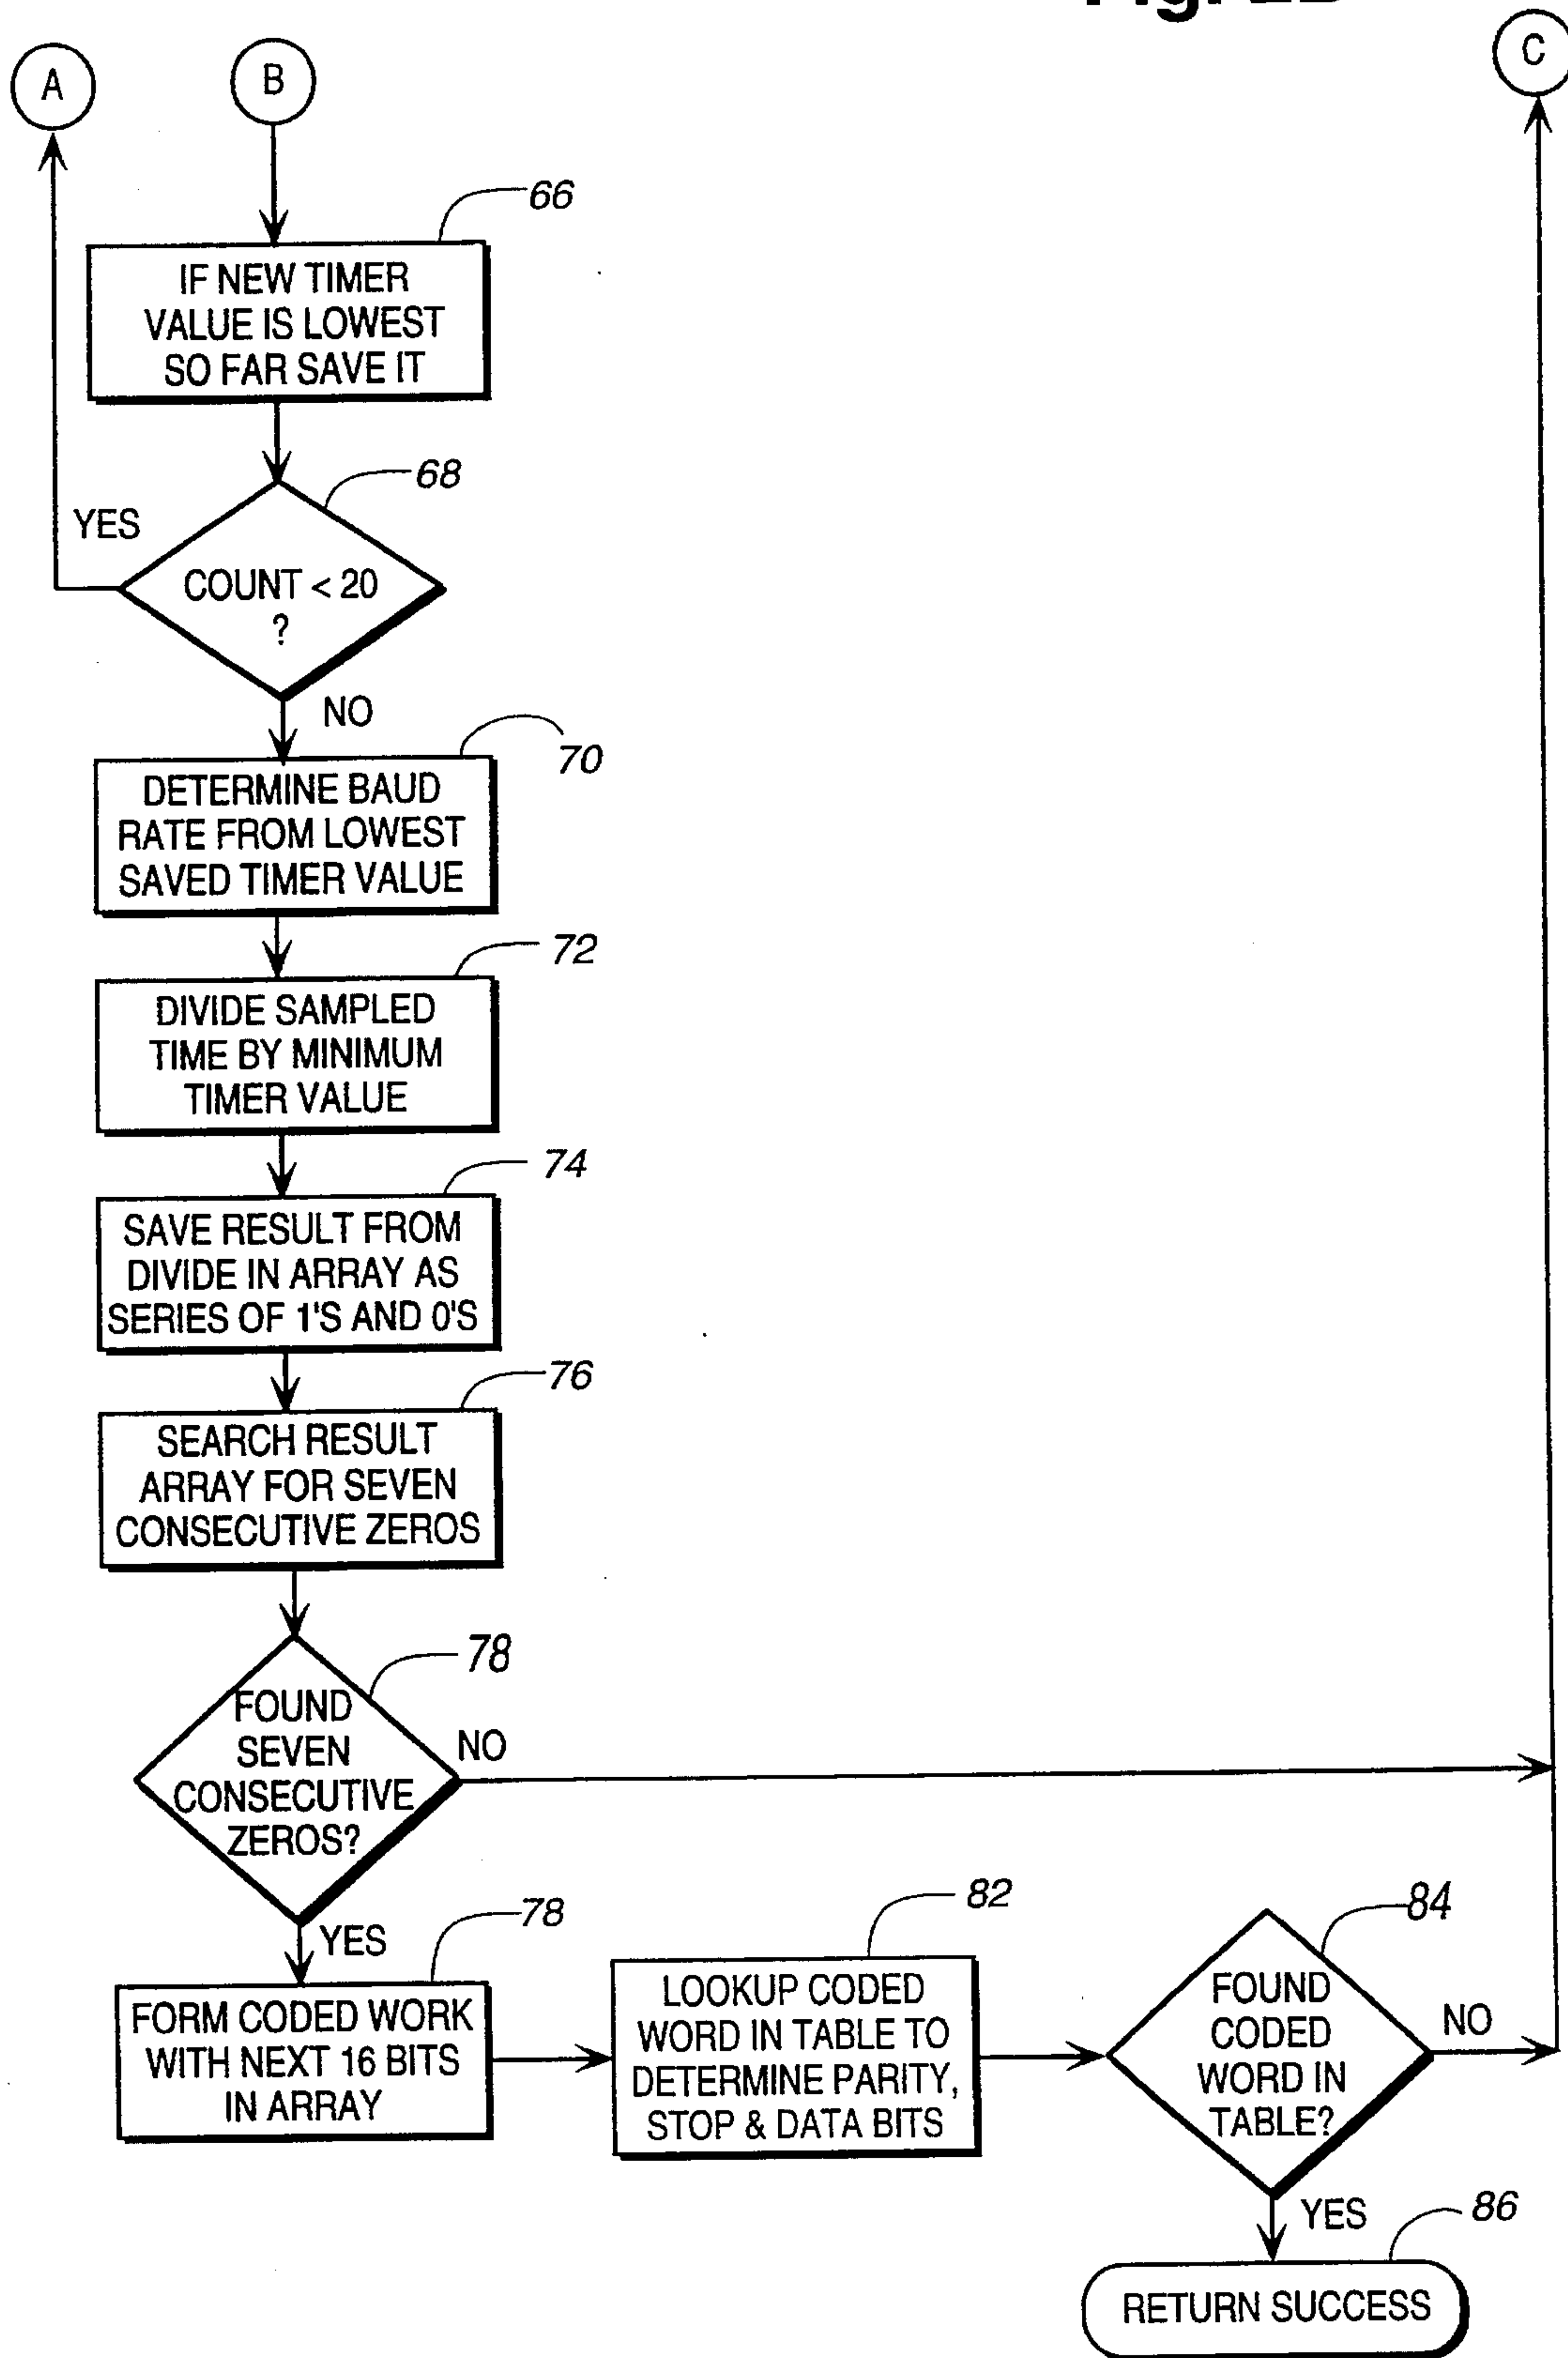 A
B
C
66
IF NEW TIMER
VALUE IS LOWEST
SO FAR SAVE IT
68
YES
COUNT < 20
?
NO
70
DETERMINE BAUD
RATE FROM LOWEST
SAVED TIMER VALUE
72
DIVIDE SAMPLED
TIME BY MINIMUM
TIMER VALUE
74
SAVE RESULT FROM
DIVIDE IN ARRAY AS
SERIES OF 1'S AND 0'S
76
SEARCH RESULT
ARRAY FOR SEVEN
CONSECUTIVE ZEROS
78
FOUND
SEVEN
CONSECUTIVE
ZEROS?
NO
YES
78
FORM CODED WORK
WITH NEXT 16 BITS
IN ARRAY
82
LOOKUP CODED
WORD IN TABLE TO
DETERMINE PARITY,
STOP & DATA BITS
84
FOUND
CODED
WORD IN
TABLE?
NO
YES
86
RETURN SUCCESS